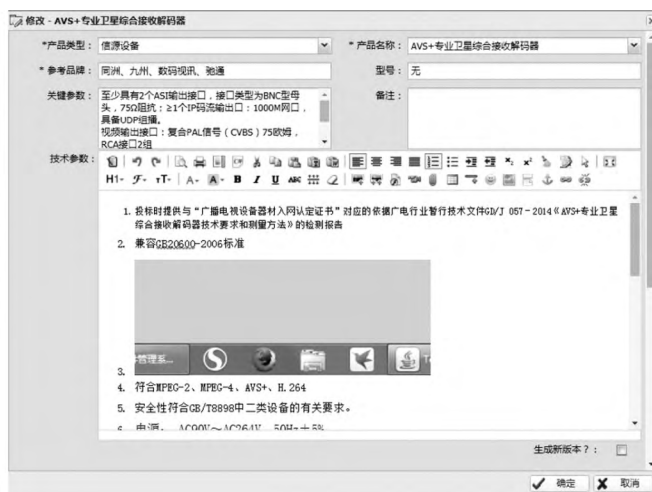 修改 - AVS+专业卫星综合接收解码器
*产品类型： 信源设备
* 产品名称： AVS+专业卫星综合接收解码器
* 参考品牌： 同洲、九州、数码视讯、驰通
型号： 无
关键参数： 至少具有2个ASI输出接口，接口类型为BNC型母
头，75Ω阻抗；≥1个IP码流输出口：1000M网口，
具备UDP组播。
视频输出接口：复合PAL信号（CVBS）75欧姆，
RCA接口2组
备注：
技术参数：
H1 F TT A A B I U ABC
1. 投标时提供与“广播电视设备器材入网认定证书”对应的依据广电行业暂行技术文件GD/J 057－2014《AVS+专业卫星
综合接收解码器技术要求和测量方法》的检测报告
2. 兼容GB20600-2006标准
管理系...
3.
4. 符合MPEG-2、MPEG-4、AVS+、H.264
5. 安全性符合GB/T8898中二类设备的有关要求。
6 电源： AC90V～AC264V 50Hz±5%
生成新版本？：
确定 取消